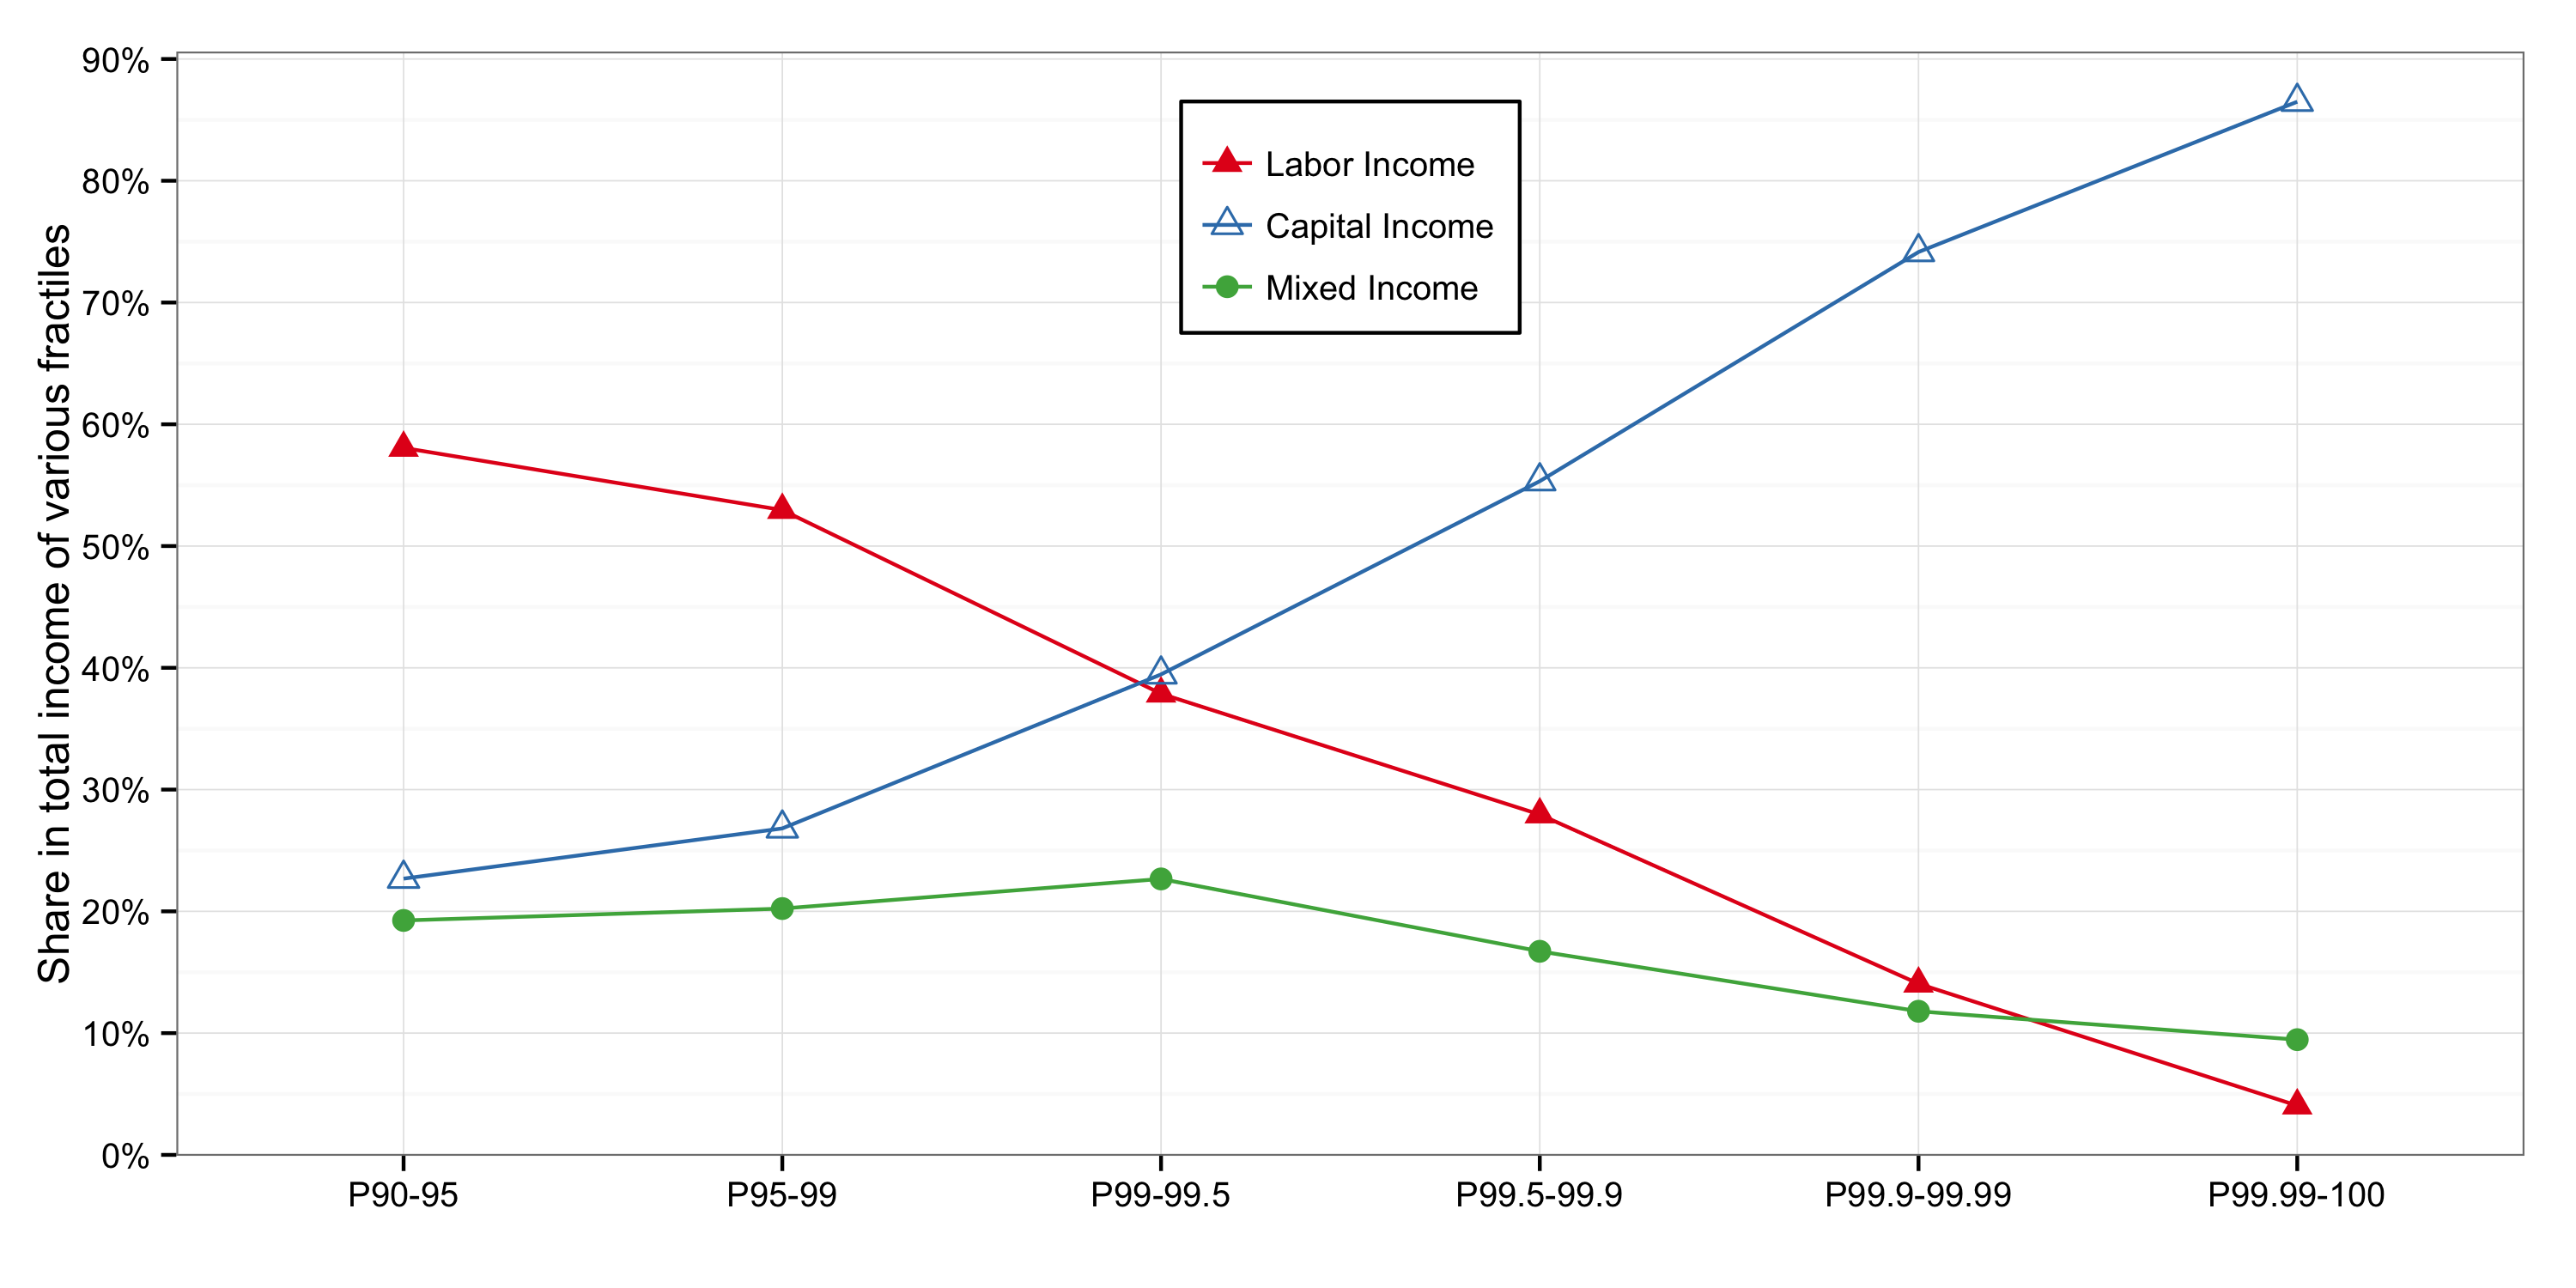 Share in total income of various fractiles
90%
80%
70%
60%
50%
40%
30%
20%
10%
0%
Labor Income
Capital Income
Mixed Income
P90-95
P95-99
P99-99.5
P99.5-99.9
P99.9-99.99
P99.99-100